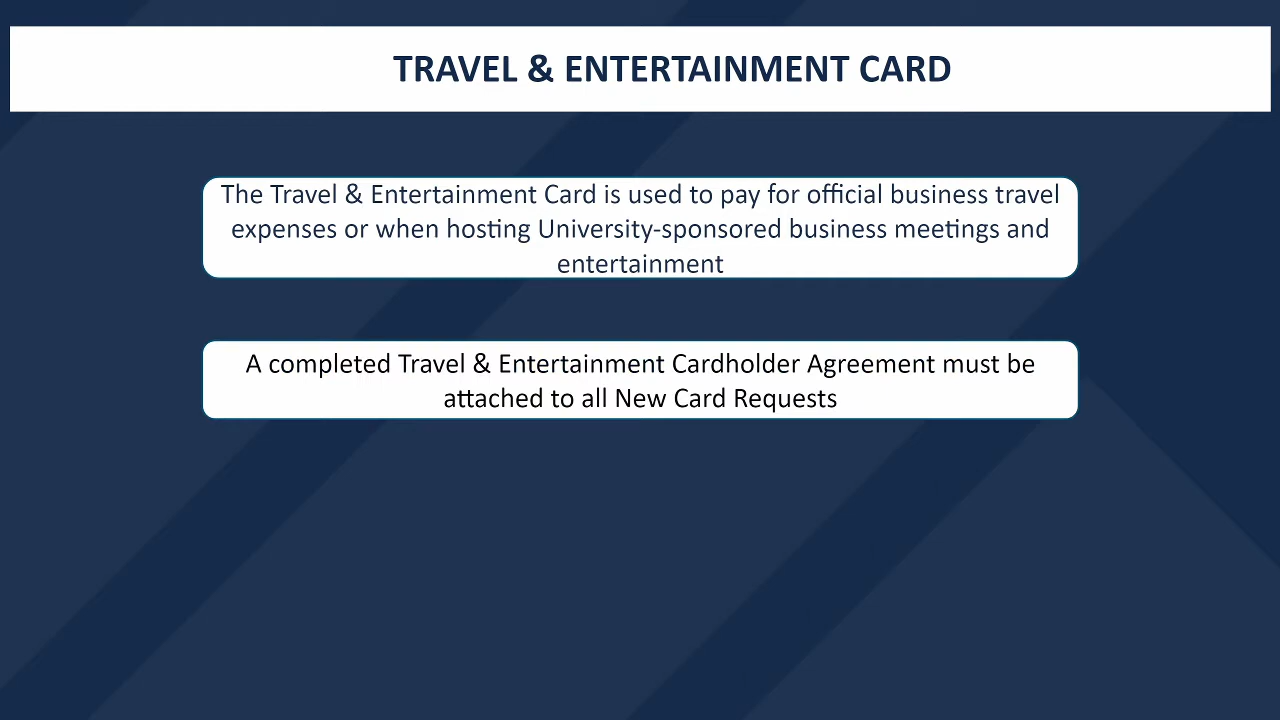 TRAVEL & ENTERTAINMENT CARD
The Travel & Entertainment Card is used to pay for official business travel
expenses or when hosting University-sponsored business meetings and
entertainment
A completed Travel & Entertainment Cardholder Agreement must be
attached to all New Card Requests